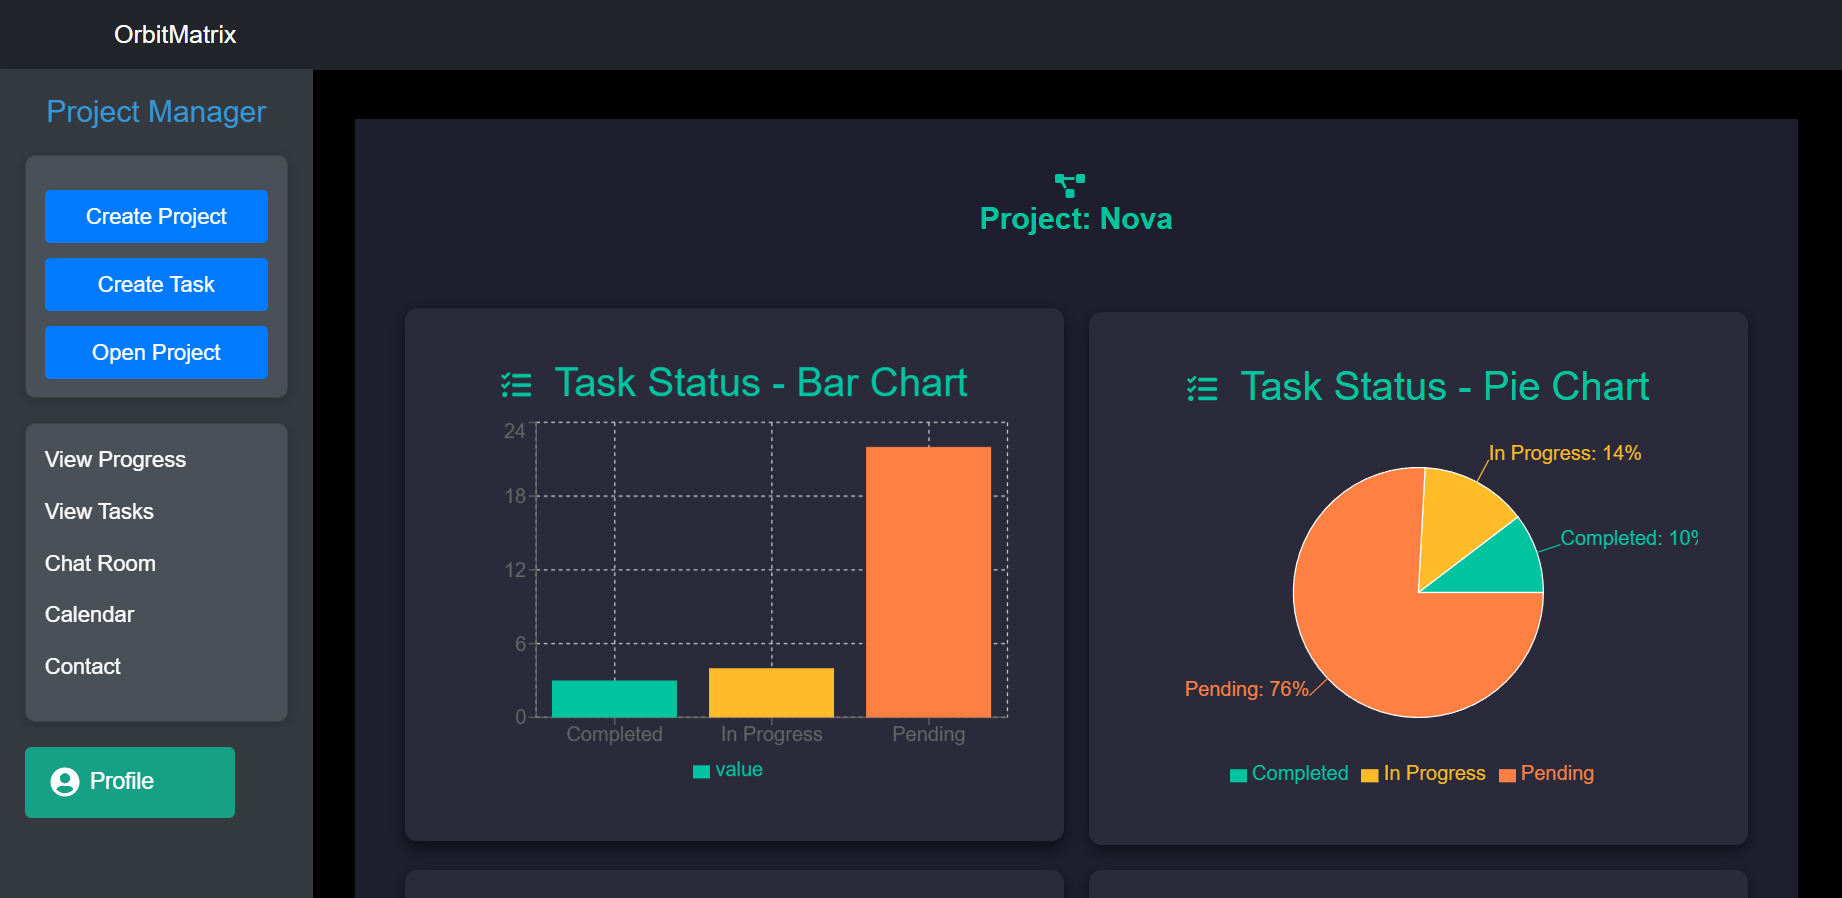 OrbitMatrix
Project Manager
Create Project
Create Task
Open Project
View Progress
View Tasks
Chat Room
Calendar
Contact
Profile
Project: Nova
Task Status - Bar Chart
24
18
12
6
0
Completed
In Progress
Pending
value
Task Status - Pie Chart
In Progress: 14%
Completed: 10%
Pending: 76%
Completed
In Progress
Pending